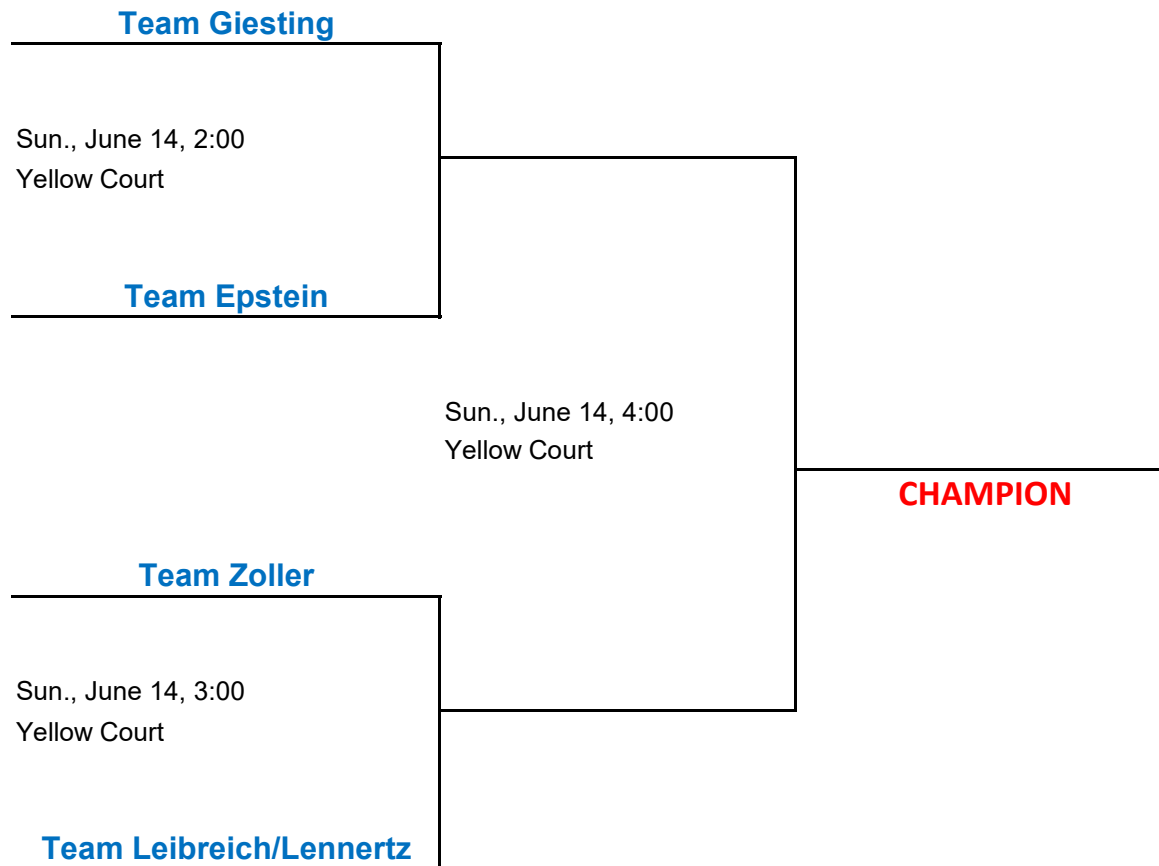 Team Giesting
Sun., June 14, 2:00
Yellow Court
Team Epstein
Sun., June 14, 4:00
Yellow Court
CHAMPION
Team Zoller
Sun., June 14, 3:00
Yellow Court
Team Leibreich/Lennertz